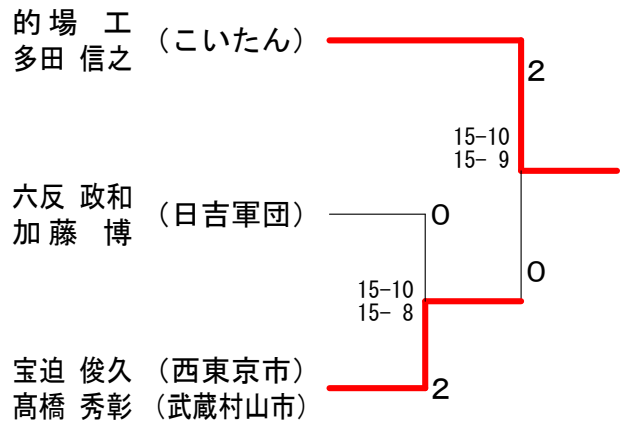 的場 工 (こいたん)
多田 信之
2
15-10
15- 9
六反 政和 (日吉軍団)
加藤 博
0
0
15-10
15- 8
宝迫 俊久 (西東京市)
髙橋 秀彰 (武蔵村山市)
2